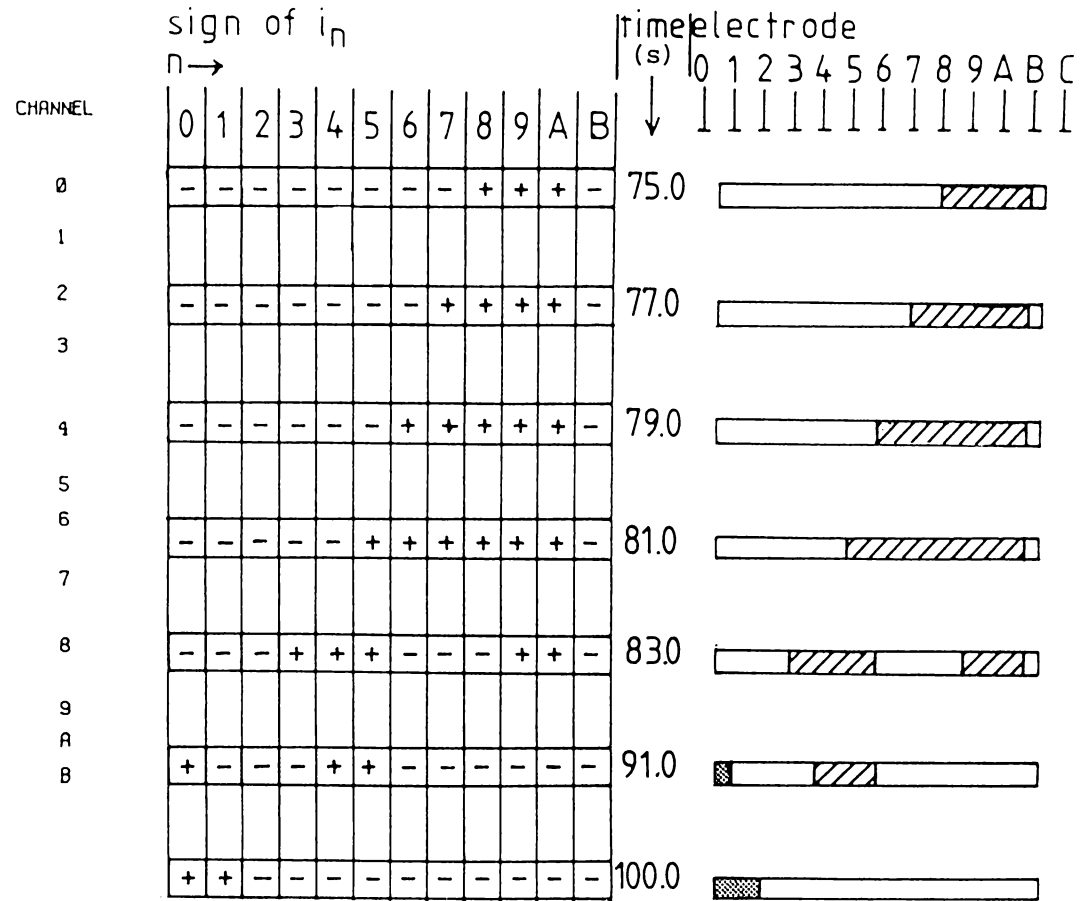 sign of in time electrode
n→ (s) 0 1 2 3 4 5 6 7 8 9 A B C
CHANNEL 0 1 2 3 4 5 6 7 8 9 A B ↓
0 − − − − − − − − + + + − 75.0
1
2 − − − − − − − + + + + − 77.0
3
4 − − − − − − + + + + + − 79.0
5
6 − − − − − + + + + + + − 81.0
7
8 − − − + + + − − − + + − 83.0
9
A
B + − − − + + − − − − − − 91.0
+ + − − − − − − − − − − 100.0